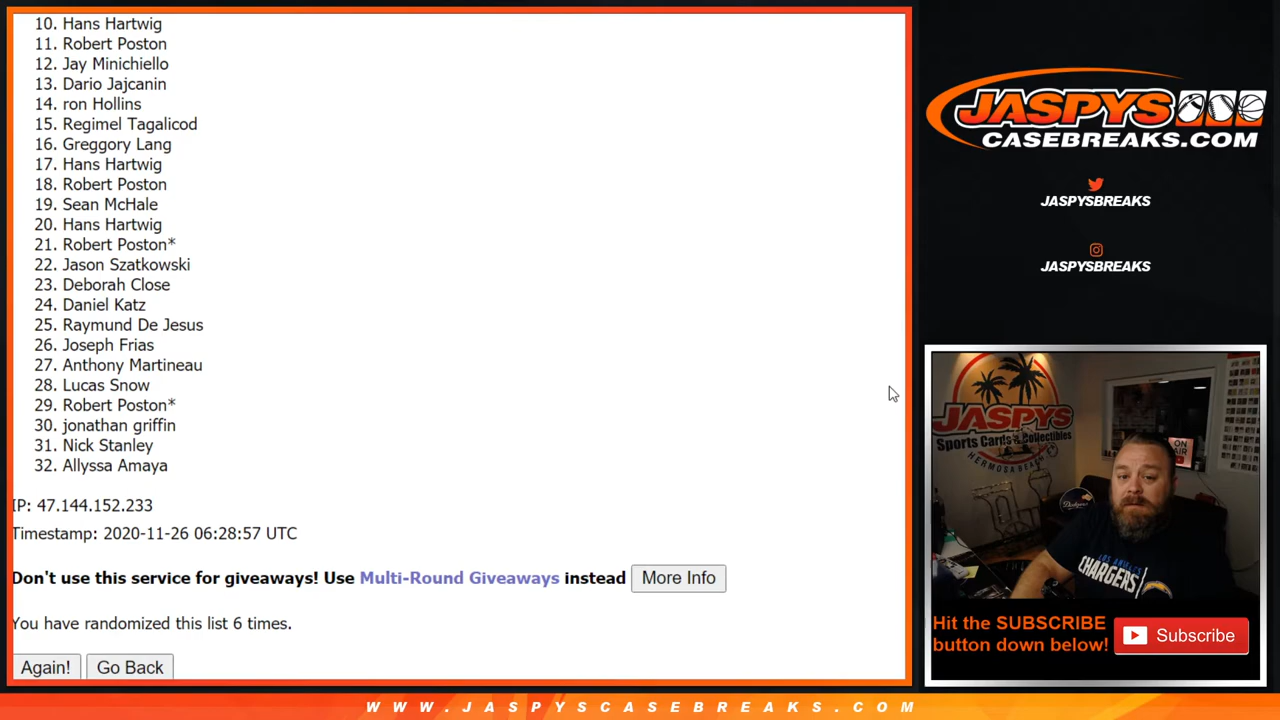 10. Hans Hartwig
11. Robert Poston
12. Jay Minichiello
13. Dario Jajcanin
14. ron Hollins
15. Regimel Tagalicod
16. Greggory Lang
17. Hans Hartwig
18. Robert Poston
19. Sean McHale
20. Hans Hartwig
21. Robert Poston*
22. Jason Szatkowski
23. Deborah Close
24. Daniel Katz
25. Raymund De Jesus
26. Joseph Frias
27. Anthony Martineau
28. Lucas Snow
29. Robert Poston*
30. jonathan griffin
31. Nick Stanley
32. Allyssa Amaya
IP: 47.144.152.233
Timestamp: 2020-11-26 06:28:57 UTC
Don't use this service for giveaways! Use Multi-Round Giveaways instead More Info
You have randomized this list 6 times.
Again! Go Back
JASPYS
CASEBREAKS.COM
JASPYSBREAKS
JASPYSBREAKS
JASPYS
Sports Cards & Collectibles
HERMOSA BEACH
ON
AIR
Dodgers
LOS ANGELES
CHARGERS
Hit the SUBSCRIBE
button down below!
Subscribe
WWW.JASPYSCASEBREAKS.COM